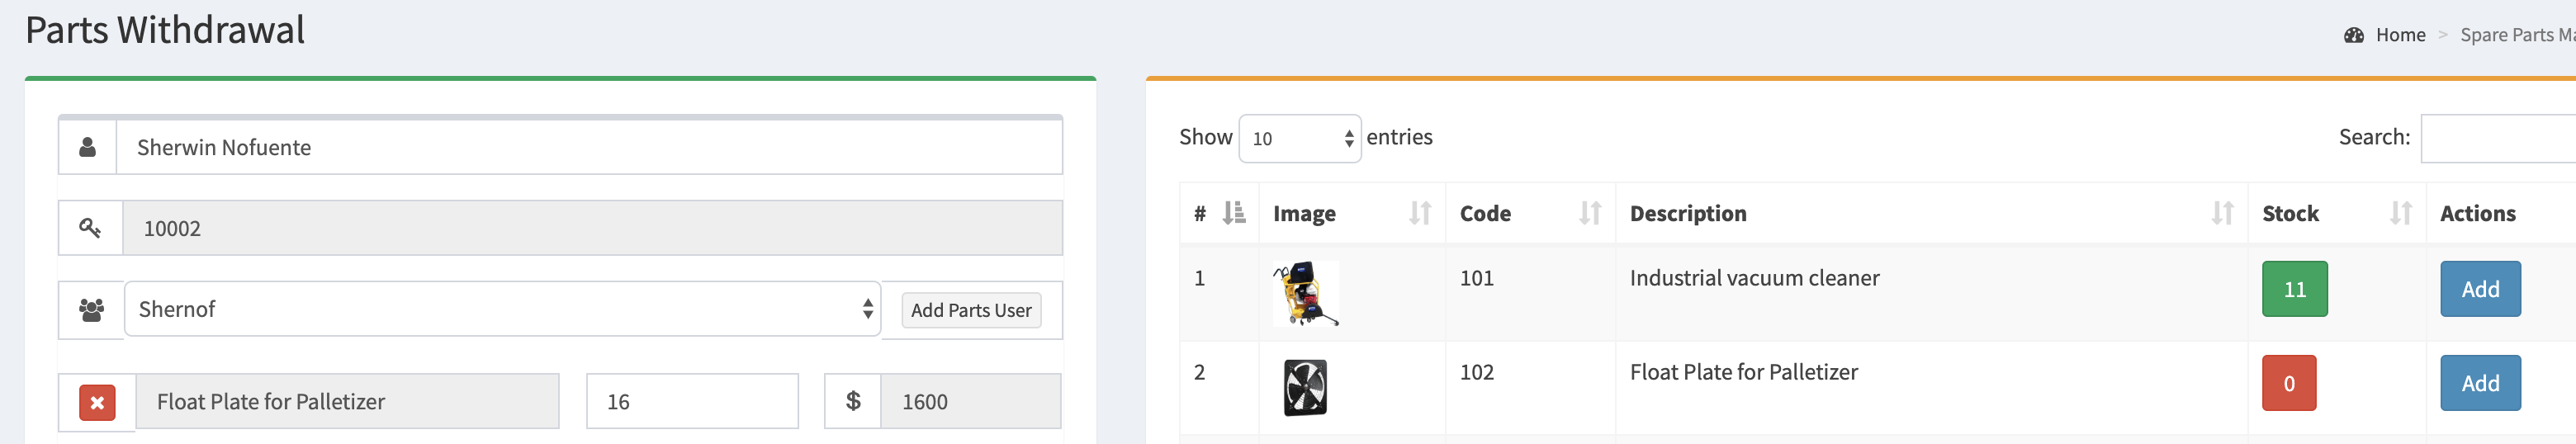 Parts Withdrawal
Home > Spare Parts Ma
Sherwin Nofuente
10002
Shernof
Add Parts User
Float Plate for Palletizer 16 $ 1600
Show 10 entries
Search:
# Image Code Description Stock Actions
1 101 Industrial vacuum cleaner 11 Add
2 102 Float Plate for Palletizer 0 Add